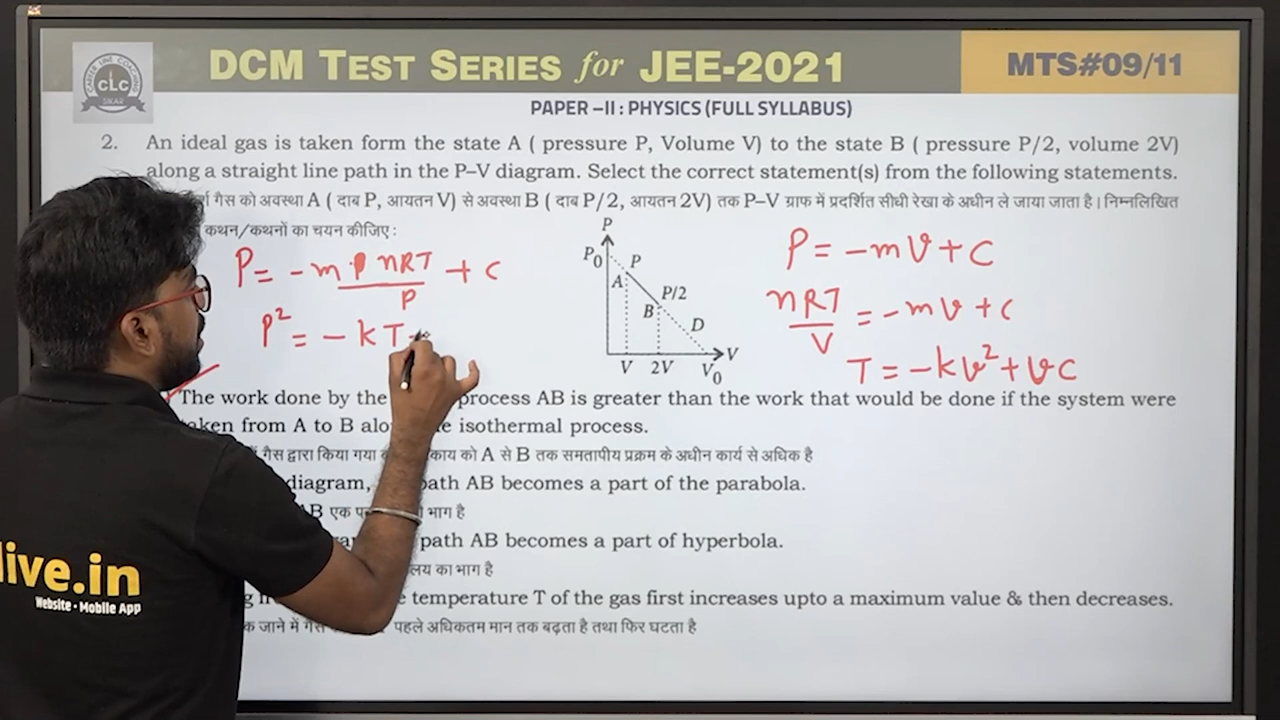 DCM TEST SERIES for JEE-2021
MTS#09/11
CAREER LINE COACHING
CLC
SIKAR
PAPER –II : PHYSICS (FULL SYLLABUS)
2. An ideal gas is taken form the state A ( pressure P, Volume V) to the state B ( pressure P/2, volume 2V)
along a straight line path in the P–V diagram. Select the correct statement(s) from the following statements.
गैस को अवस्था A ( दाब P, आयतन V) से अवस्था B ( दाब P/2, आयतन 2V) तक P–V ग्राफ में प्रदर्शित सीधी रेखा के अधीन ले जाया जाता है। निम्नलिखित
कथन/कथनों का चयन कीजिए :
P = - m P nRT / P + C
P² = - k T
P
P₀
P
A
P/2
B
D
V
V 2V V₀
P = - m V + C
nRT / V = - m V + C
T = - k V² + V C
The work done by the process AB is greater than the work that would be done if the system were
taken from A to B isothermal process.
गैस द्वारा किया गया काय को A से B तक समतापीय प्रक्रम के अधीन कार्य से अधिक है
diagram, path AB becomes a part of the parabola.
AB एक भाग है
path AB becomes a part of hyperbola.
का भाग है
temperature T of the gas first increases upto a maximum value & then decreases.
जाने में पहले अधिकतम मान तक बढ़ता है तथा फिर घटता है
live.in
Website • Mobile App